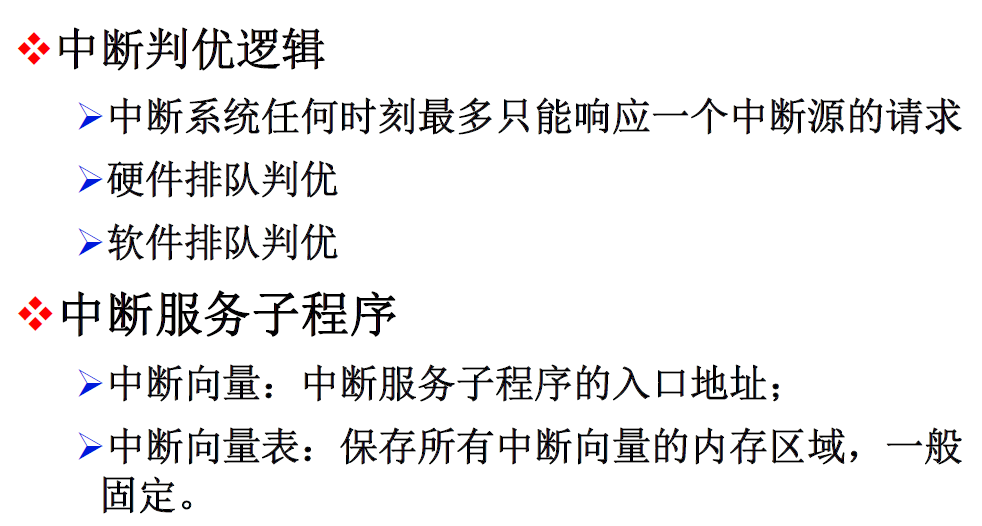 ❖中断判优逻辑
➢中断系统任何时刻最多只能响应一个中断源的请求
➢硬件排队判优
➢软件排队判优
❖中断服务子程序
➢中断向量：中断服务子程序的入口地址；
➢中断向量表：保存所有中断向量的内存区域，一般
固定。